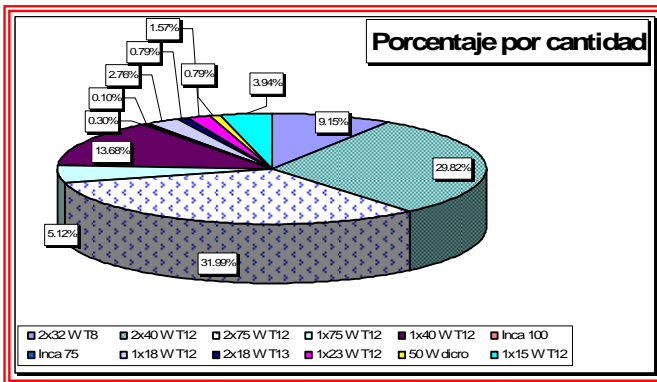 Porcentaje por cantidad
1.57%
0.79%
2.76%
0.79%
3.94%
0.10%
9.15%
0.30%
13.68%
29.82%
5.12%
31.99%
2x32 W T8
2x40 W T12
2x75 W T12
1x75 W T12
1x40 W T12
Inca 100
Inca 75
1x18 W T12
2x18 W T13
1x23 W T12
50 W dicro
1x15 W T12